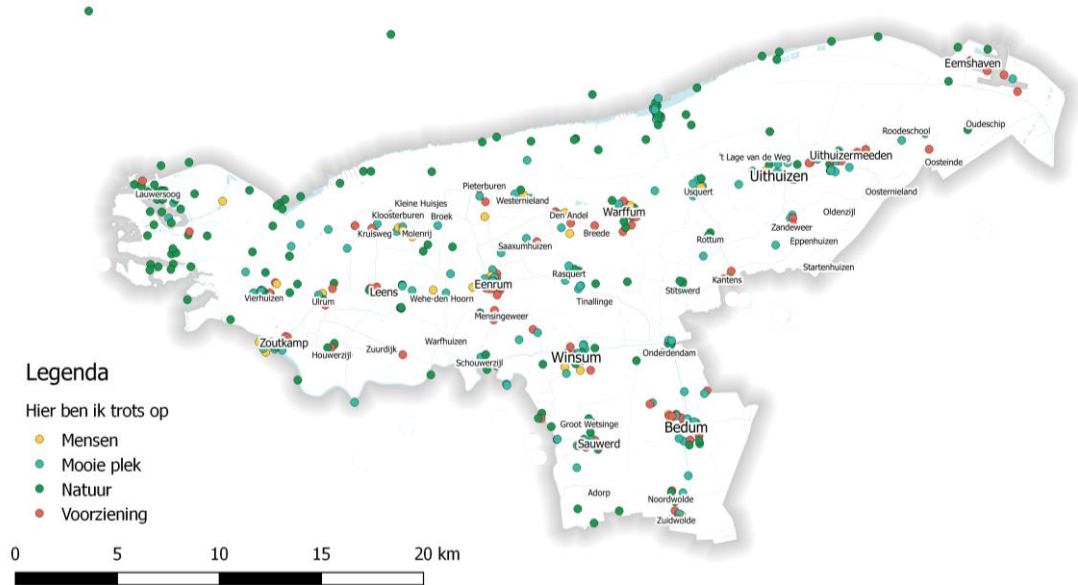 Eemshaven
Oudeschip
Roodeschool
't Lage van de Weg
Uithuizermeeden
Oosteinde
Uithuizen
Lauwersoog
Pieterburen
Usquert
Oosternieland
Kleine Huisjes
Westernieland
Kloosterburen
Broek
Den Andel
Warffum
Oldenzijl
Kruisweg
Molenrij
Breede
Zandeweer
Saaxumhuizen
Rottum
Eppenhuizen
Rasquert
Startenhuizen
Kantens
Eenrum
Stitswerd
Leens
Vierhuizen
Ulrum
Wehe-den Hoorn
Tinallinge
Mensingeweer
Zoutkamp
Warfhuizen
Houwerzijl
Zuurdijk
Onderdendam
Winsum
Schouwerzijl
Legenda
Hier ben ik trots op
Mensen
Mooie plek
Natuur
Voorziening
Groot Wetsinge
Bedum
Sauwerd
Adorp
Noordwolde
Zuidwolde
0 5 10 15 20 km